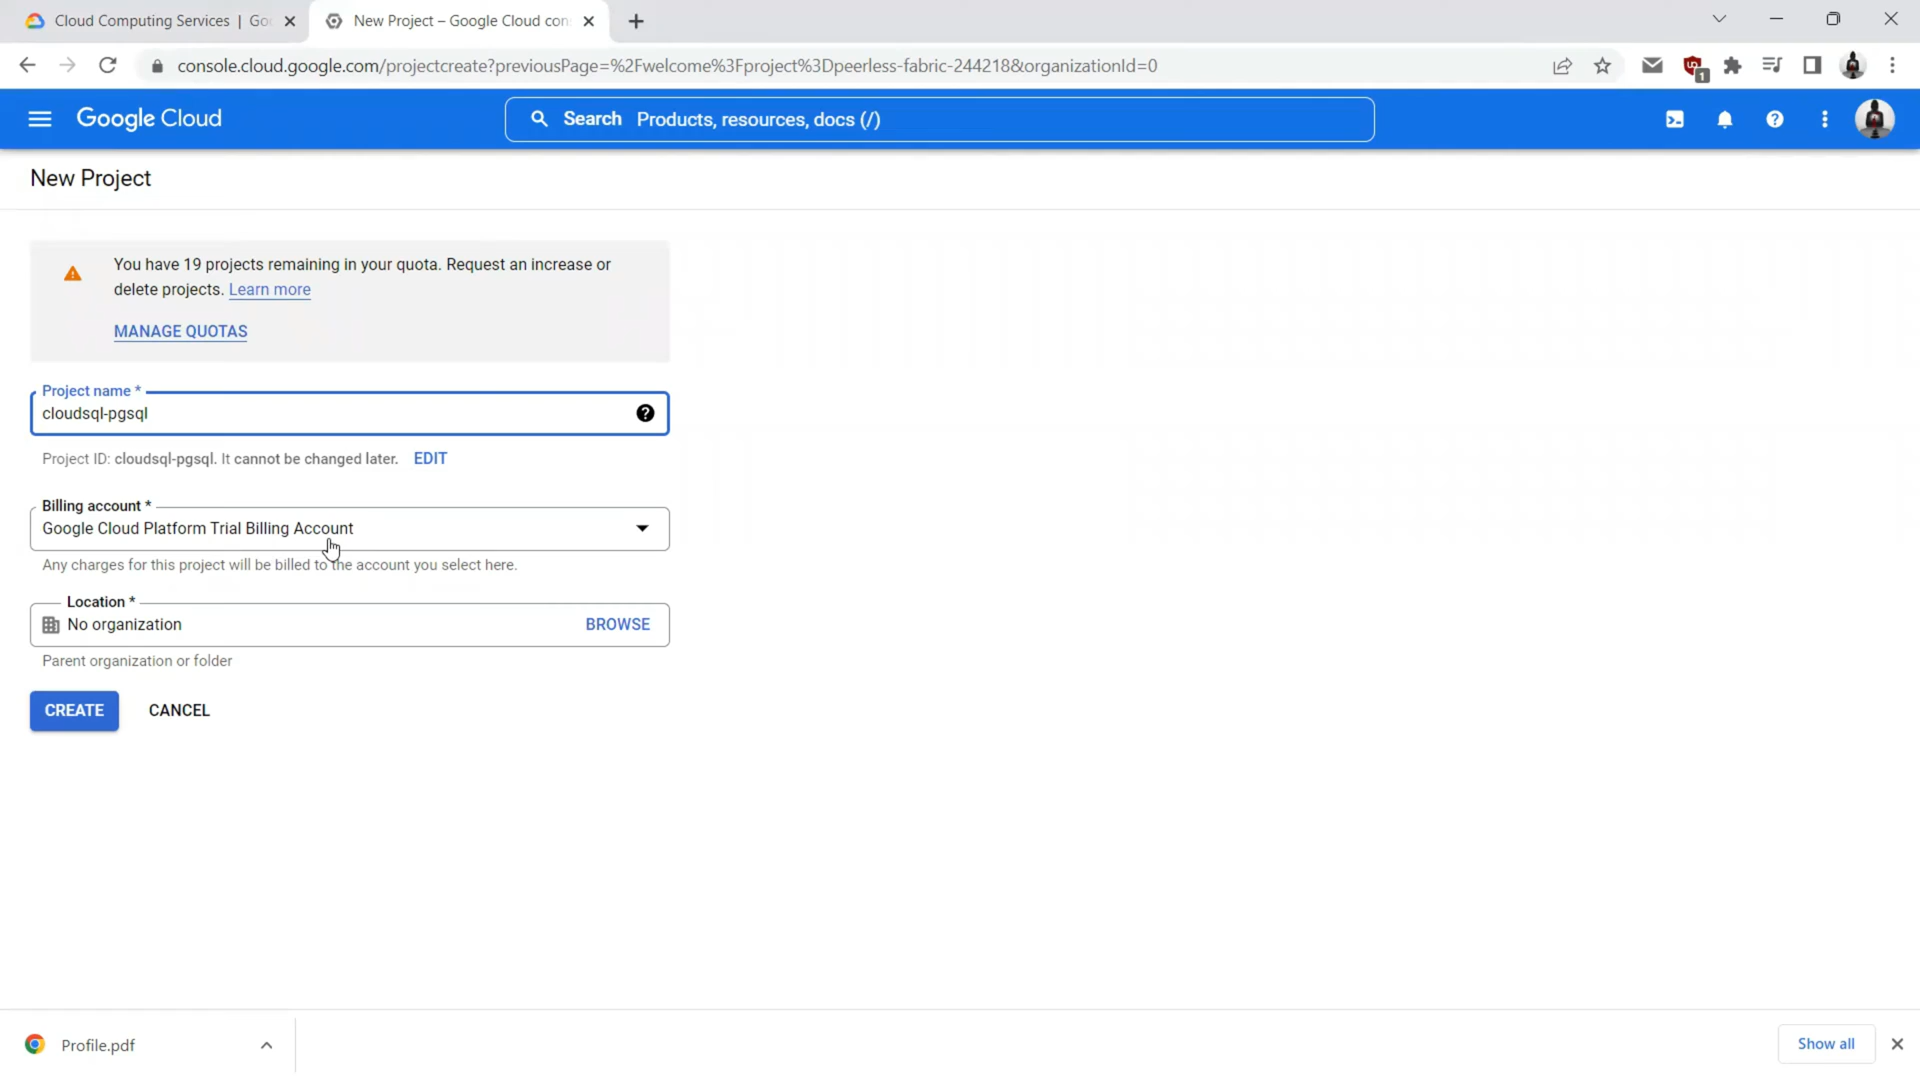 Cloud Computing Services | Go
New Project – Google Cloud con
console.cloud.google.com/projectcreate?previousPage=%2Fwelcome%3Fproject%3Dpeerless-fabric-244218&organizationId=0
1
Google Cloud
Search Products, resources, docs (/)
New Project
You have 19 projects remaining in your quota. Request an increase or
delete projects. Learn more
MANAGE QUOTAS
Project name *
cloudsql-pgsql
Project ID: cloudsql-pgsql. It cannot be changed later. EDIT
Billing account *
Google Cloud Platform Trial Billing Account
Any charges for this project will be billed to the account you select here.
Location *
No organization BROWSE
Parent organization or folder
CREATE CANCEL
Profile.pdf
Show all